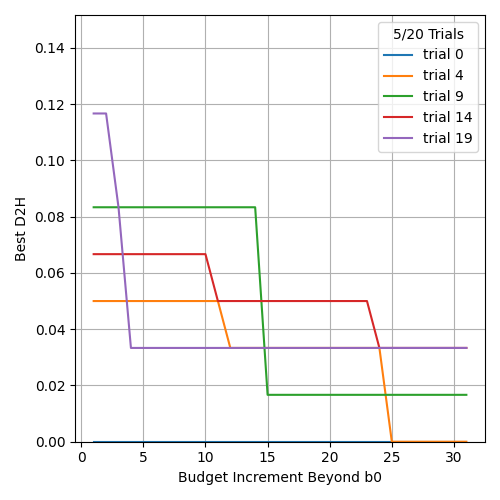 5/20 Trials
trial 0
trial 4
trial 9
trial 14
trial 19
0.14
0.12
0.10
0.08
0.06
0.04
0.02
0.00
Best D2H
0 5 10 15 20 25 30
Budget Increment Beyond b0